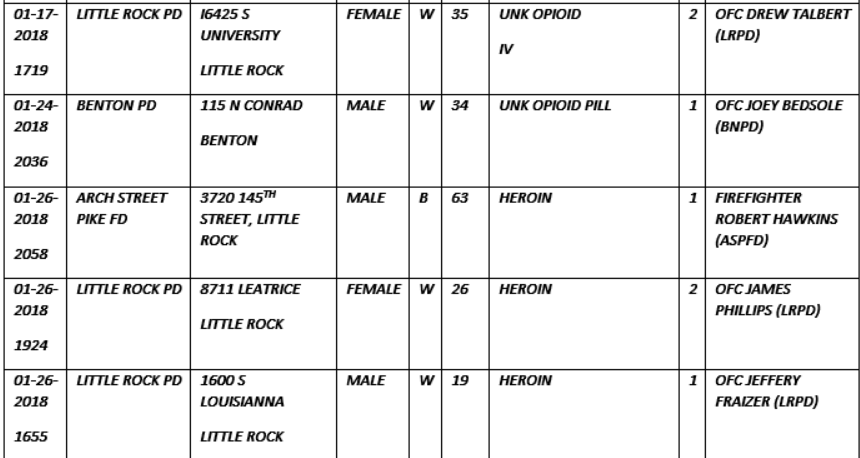 01-17- LITTLE ROCK PD I6425 S FEMALE W 35 UNK OPIOID 2 OFC DREW TALBERT
2018 UNIVERSITY IV (LRPD)
1719 LITTLE ROCK
01-24- BENTON PD 115 N CONRAD MALE W 34 UNK OPIOID PILL 1 OFC JOEY BEDSOLE
2018 BENTON (BNPD)
2036
01-26- ARCH STREET 3720 145TH MALE B 63 HEROIN 1 FIREFIGHTER
2018 PIKE FD STREET, LITTLE ROBERT HAWKINS
2058 ROCK (ASPFD)
01-26- LITTLE ROCK PD 8711 LEATRICE FEMALE W 26 HEROIN 2 OFC JAMES
2018 LITTLE ROCK PHILLIPS (LRPD)
1924
01-26- LITTLE ROCK PD 1600 S MALE W 19 HEROIN 1 OFC JEFFERY
2018 LOUISIANNA FRAIZER (LRPD)
1655 LITTLE ROCK